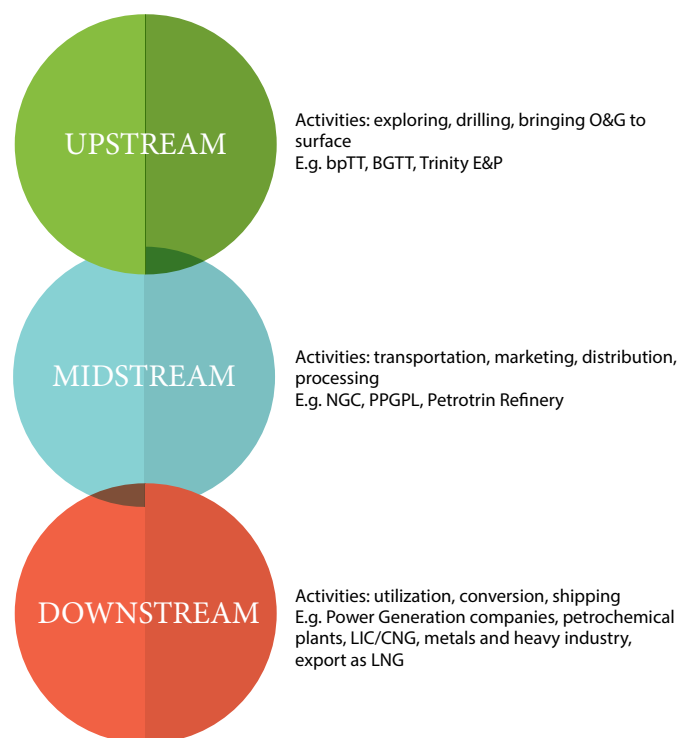 UPSTREAM
Activities: exploring, drilling, bringing O&G to
surface
E.g. bpTT, BGTT, Trinity E&P
MIDSTREAM
Activities: transportation, marketing, distribution,
processing
E.g. NGC, PPGPL, Petrotrin Refinery
DOWNSTREAM
Activities: utilization, conversion, shipping
E.g. Power Generation companies, petrochemical
plants, LIC/CNG, metals and heavy industry,
export as LNG